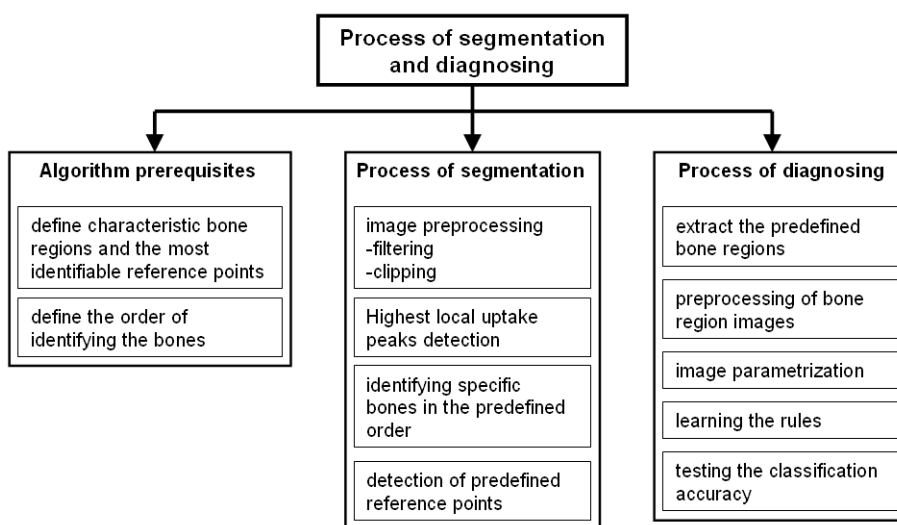 Process of segmentation
and diagnosing
Algorithm prerequisites
define characteristic bone
regions and the most
identifiable reference points
define the order of
identifying the bones
Process of segmentation
image preprocessing
-filtering
-clipping
Highest local uptake
peaks detection
identifying specific
bones in the predefined
order
detection of predefined
reference points
Process of diagnosing
extract the predefined
bone regions
preprocessing of bone
region images
image parametrization
learning the rules
testing the classification
accuracy